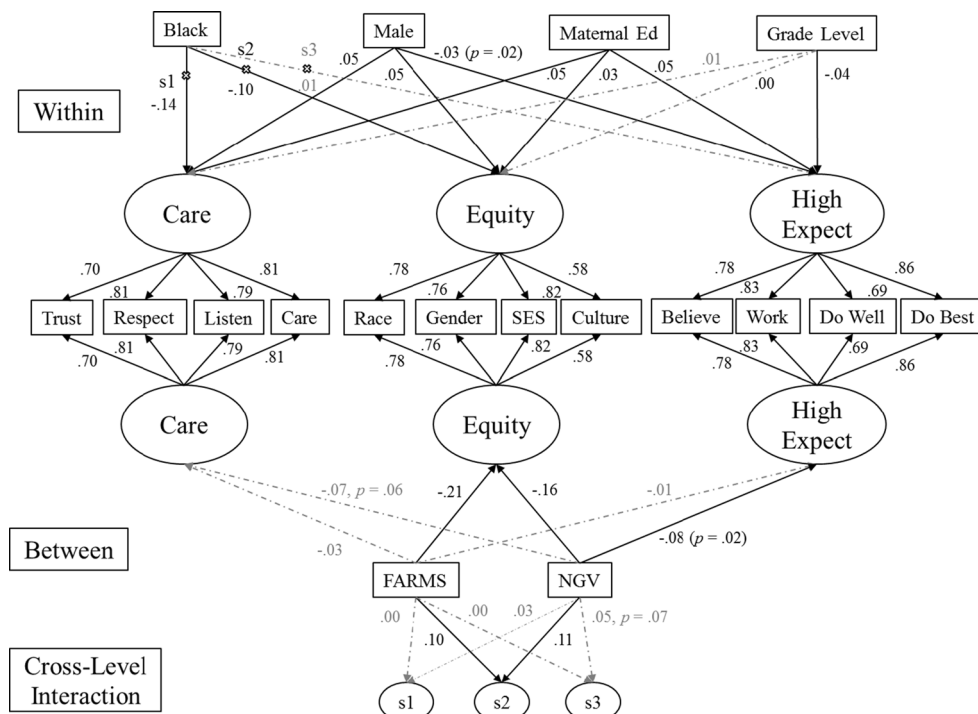 Black
Male
Maternal Ed
Grade Level
s1
s2
s3
.05
.05
-.03 (p = .02)
.05
.03
.05
.01
.00
-.04
-.14
-.10
.01
Within
Care
Equity
High
Expect
.70
.81
.79
.81
.78
.76
.82
.58
.78
.83
.69
.86
Trust
Respect
Listen
Care
Race
Gender
SES
Culture
Believe
Work
Do Well
Do Best
.70
.81
.79
.81
.78
.76
.82
.58
.78
.83
.69
.86
Care
Equity
High
Expect
-.07, p = .06
-.21
-.16
-.01
Between
-.03
-.08 (p = .02)
FARMS
NGV
.00
.10
.00
.03
.11
.05, p = .07
Cross-Level
Interaction
s1
s2
s3